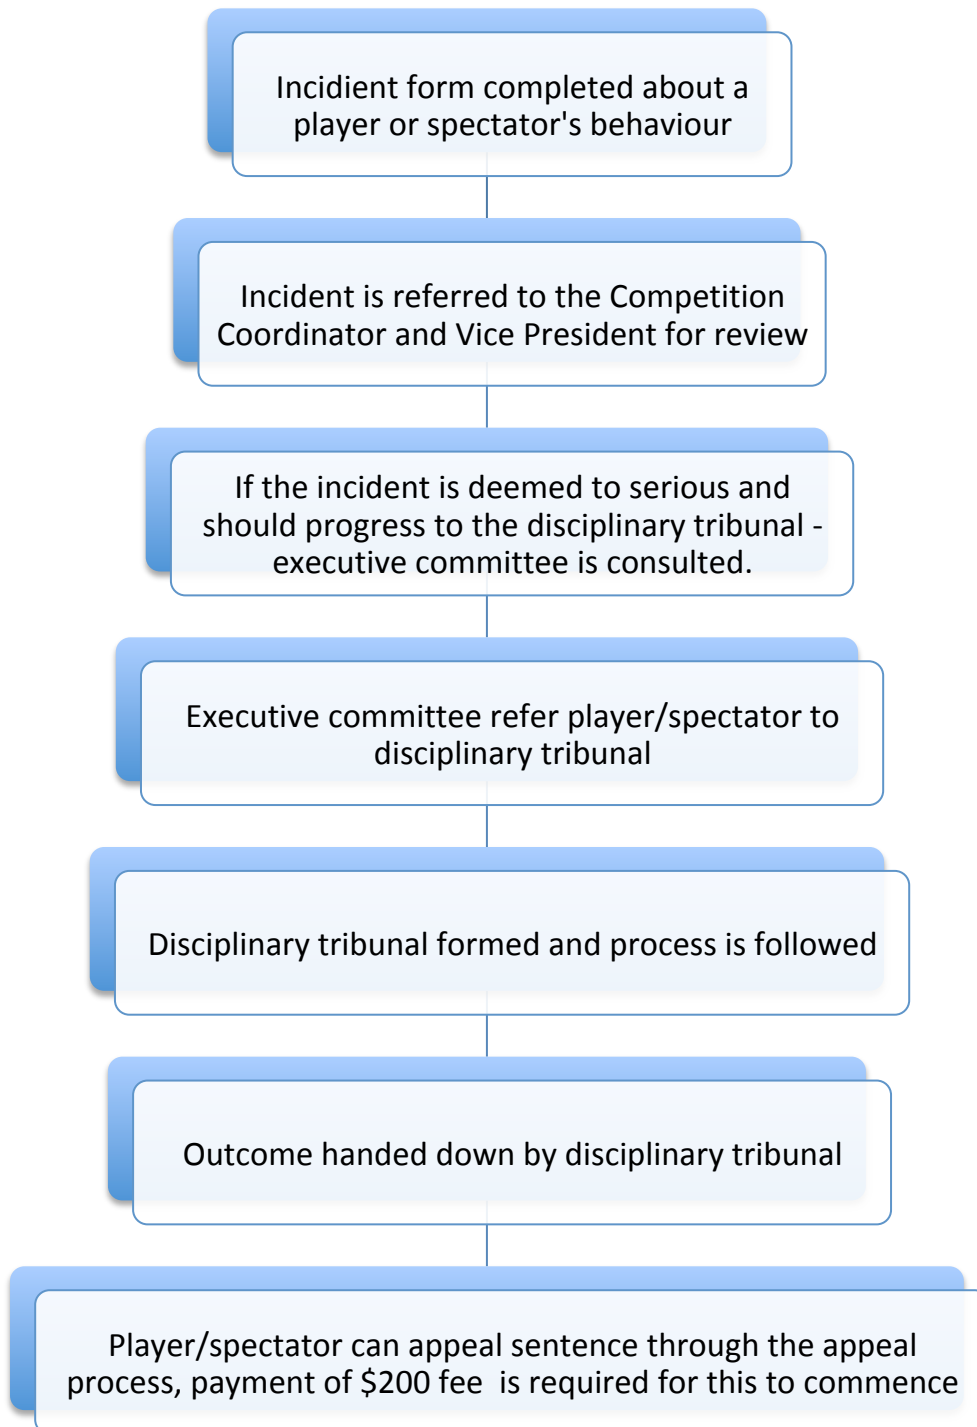 Incidient form completed about a
player or spectator's behaviour
Incident is referred to the Competition
Coordinator and Vice President for review
If the incident is deemed to serious and
should progress to the disciplinary tribunal -
executive committee is consulted.
Executive committee refer player/spectator to
disciplinary tribunal
Disciplinary tribunal formed and process is followed
Outcome handed down by disciplinary tribunal
Player/spectator can appeal sentence through the appeal
process, payment of $200 fee  is required for this to commence